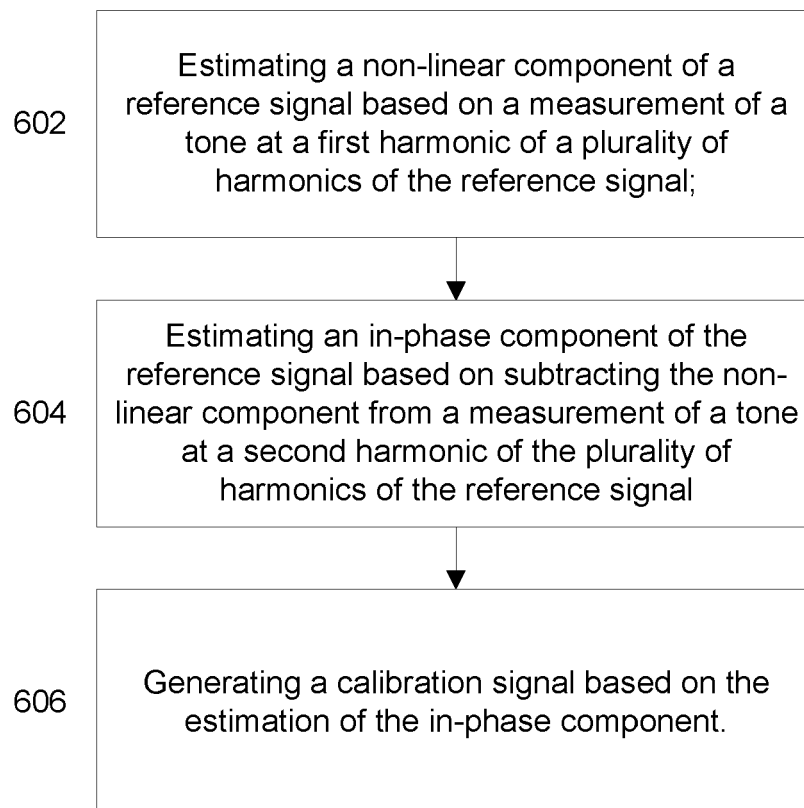 602
Estimating a non-linear component of a
reference signal based on a measurement of a
tone at a first harmonic of a plurality of
harmonics of the reference signal;
604
Estimating an in-phase component of the
reference signal based on subtracting the non-
linear component from a measurement of a tone
at a second harmonic of the plurality of
harmonics of the reference signal
606
Generating a calibration signal based on the
estimation of the in-phase component.